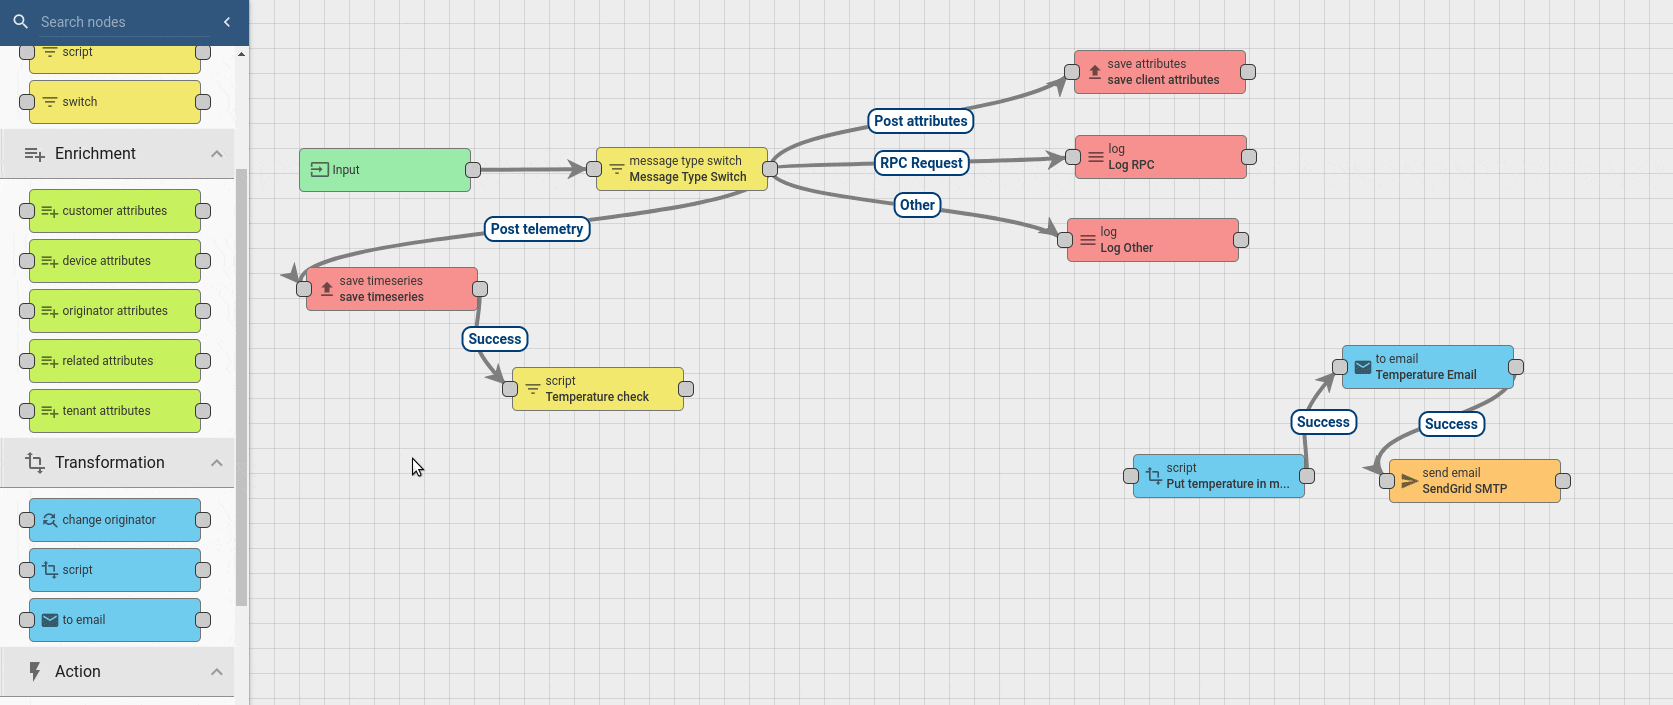 Search nodes
script
switch
Enrichment
customer attributes
device attributes
originator attributes
related attributes
tenant attributes
Transformation
change originator
script
to email
Action
Input
message type switch
Message Type Switch
Post attributes
RPC Request
Other
Post telemetry
save attributes
save client attributes
log
Log RPC
log
Log Other
save timeseries
save timeseries
Success
script
Temperature check
to email
Temperature Email
Success
Success
script
Put temperature in m...
send email
SendGrid SMTP